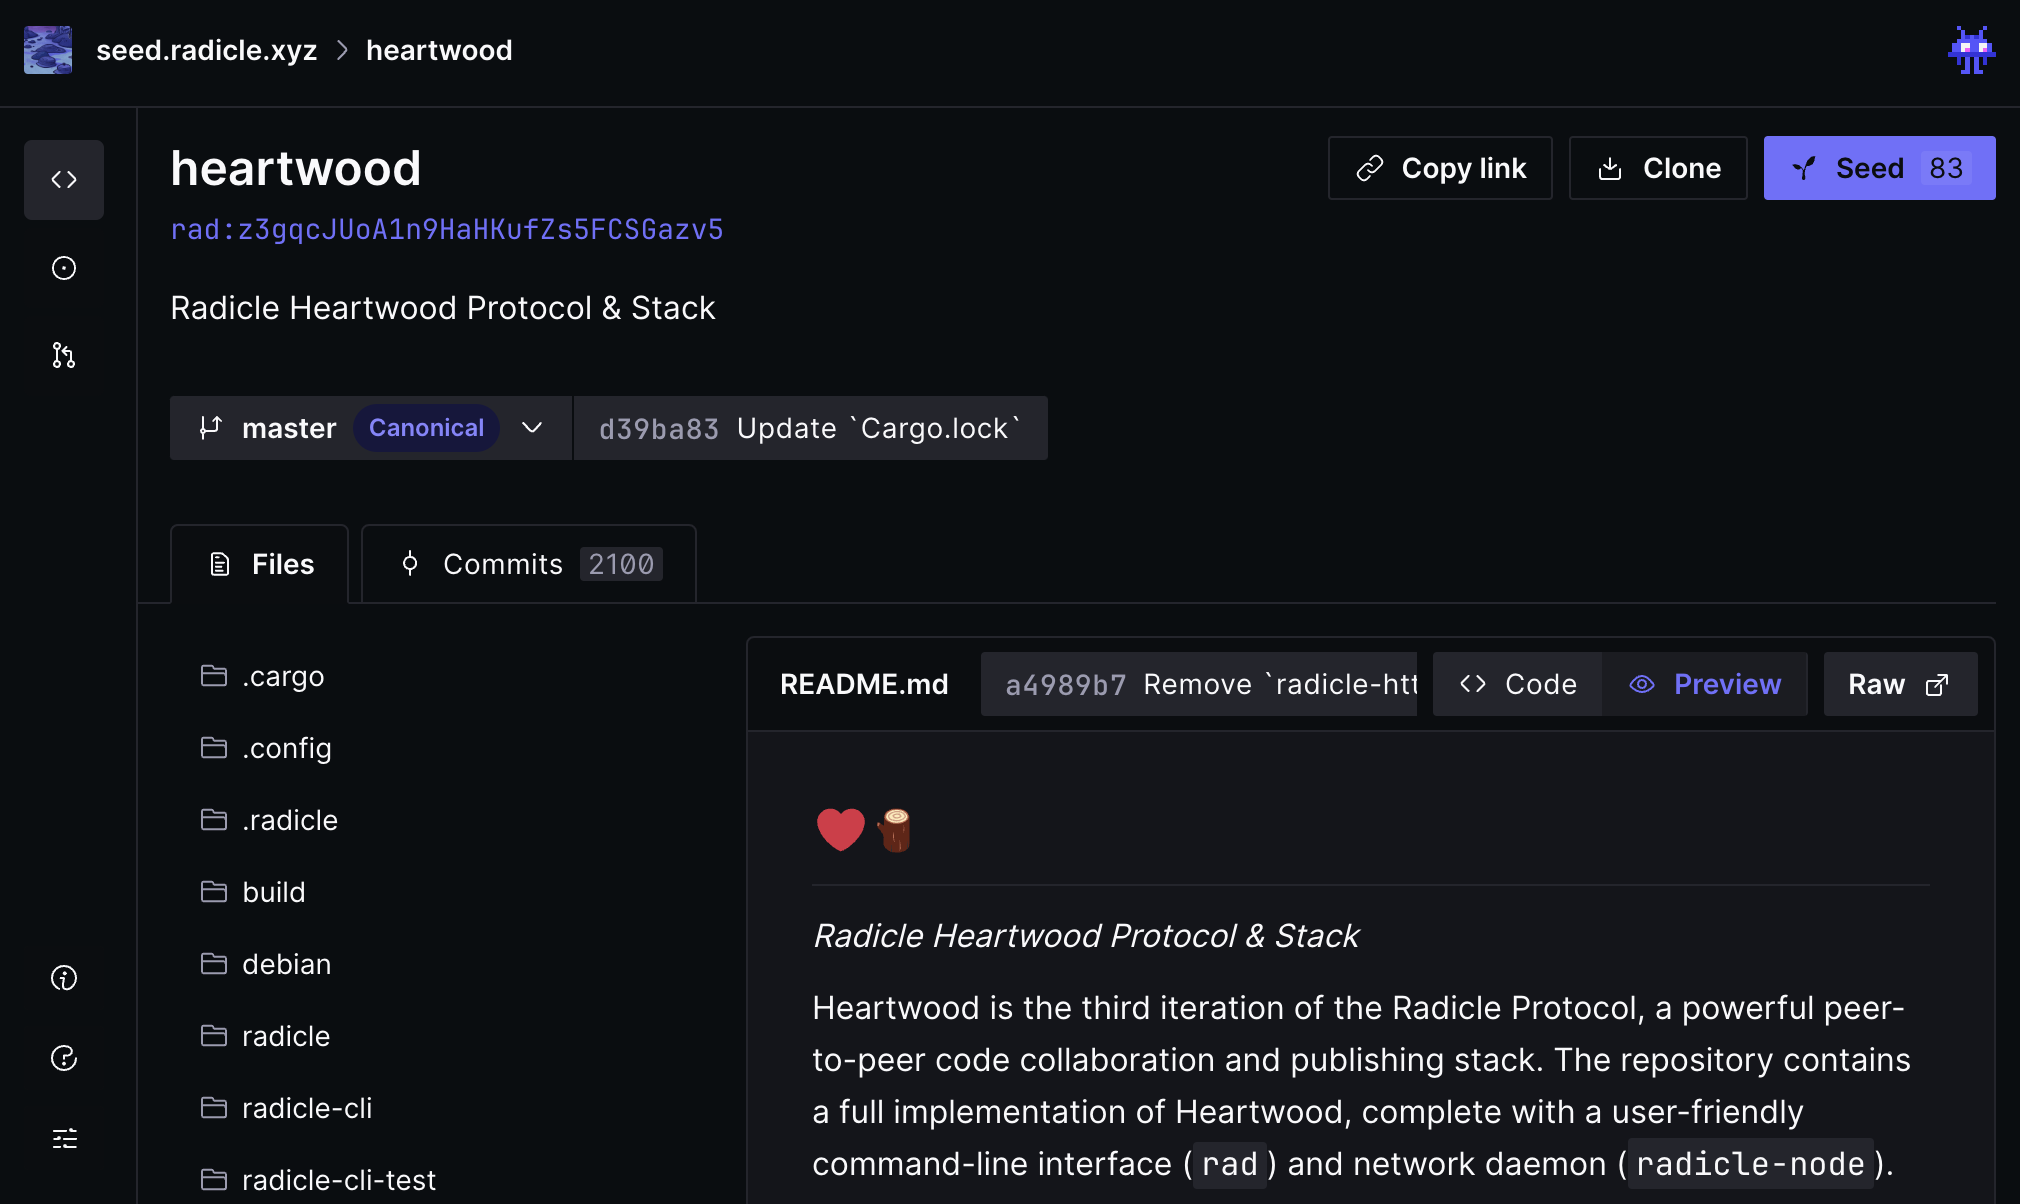 seed.radicle.xyz > heartwood
heartwood
Copy link
Clone
Seed 83
rad:z3gqcJUoA1n9HaHKufZs5FCSGazv5
Radicle Heartwood Protocol & Stack
master Canonical
d39ba83 Update `Cargo.lock`
Files
Commits 2100
.cargo
.config
.radicle
build
debian
radicle
radicle-cli
radicle-cli-test
README.md
a4989b7 Remove `radicle-htt
Code
Preview
Raw
Radicle Heartwood Protocol & Stack
Heartwood is the third iteration of the Radicle Protocol, a powerful peer-
to-peer code collaboration and publishing stack. The repository contains
a full implementation of Heartwood, complete with a user-friendly
command-line interface (rad) and network daemon (radicle-node).